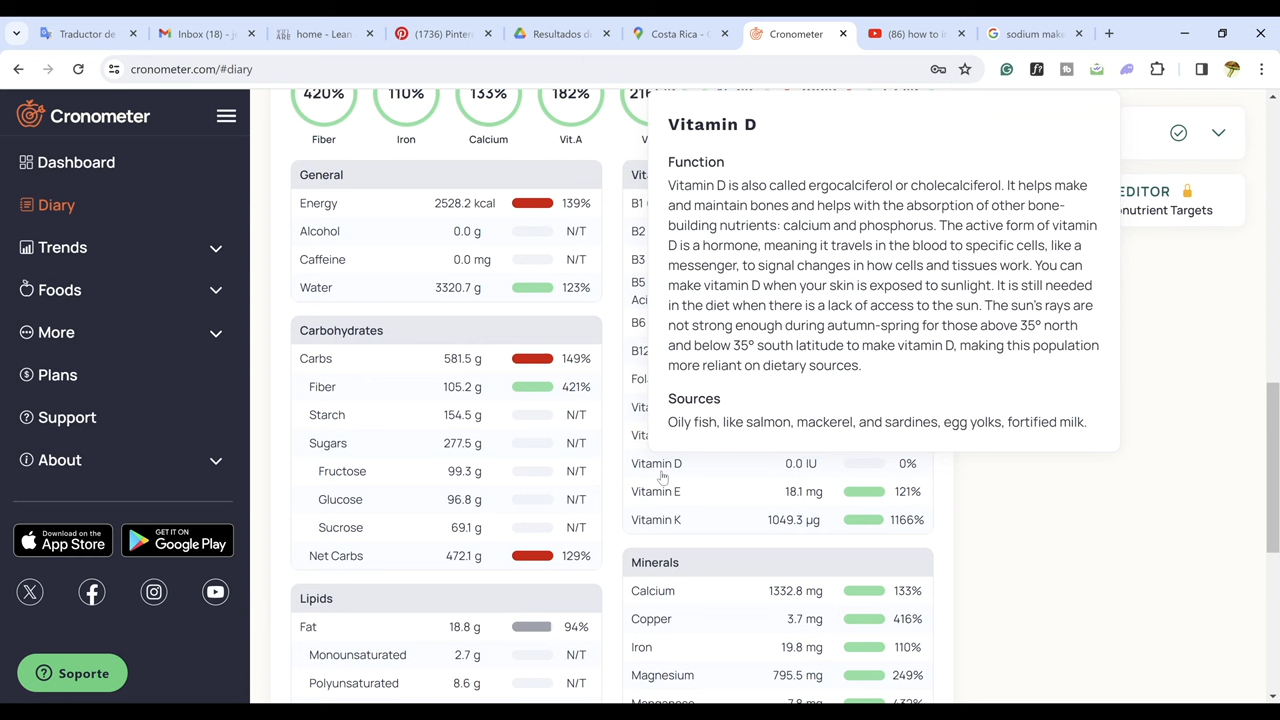 Traductor de
Inbox (18) - j
home - Lean
(1736) Pinter
Resultados de
Costa Rica - G
Cronometer
(86) how to i
sodium make
cronometer.com/#diary
Cronometer
Dashboard
Diary
Trends
Foods
More
Plans
Support
About
Download on the
App Store
GET IT ON
Google Play
Soporte
420%
110%
133%
182%
Fiber
Iron
Calcium
Vit.A
General
Energy 2528.2 kcal 139%
Alcohol 0.0 g N/T
Caffeine 0.0 mg N/T
Water 3320.7 g 123%
Carbohydrates
Carbs 581.5 g 149%
Fiber 105.2 g 421%
Starch 154.5 g N/T
Sugars 277.5 g N/T
Fructose 99.3 g N/T
Glucose 96.8 g N/T
Sucrose 69.1 g N/T
Net Carbs 472.1 g 129%
Lipids
Fat 18.8 g 94%
Monounsaturated 2.7 g N/T
Polyunsaturated 8.6 g N/T
Vit
B1
B2
B3
B5
Aci
B6
B12
Fol
Vita
Vita
Vitamin D 0.0 IU 0%
Vitamin E 18.1 mg 121%
Vitamin K 1049.3 µg 1166%
Minerals
Calcium 1332.8 mg 133%
Copper 3.7 mg 416%
Iron 19.8 mg 110%
Magnesium 795.5 mg 249%
Manganese 7.8 mg 432%
Vitamin D
Function
Vitamin D is also called ergocalciferol or cholecalciferol. It helps make
and maintain bones and helps with the absorption of other bone-
building nutrients: calcium and phosphorus. The active form of vitamin
D is a hormone, meaning it travels in the blood to specific cells, like a
messenger, to signal changes in how cells and tissues work. You can
make vitamin D when your skin is exposed to sunlight. It is still needed
in the diet when there is a lack of access to the sun. The sun's rays are
not strong enough during autumn-spring for those above 35° north
and below 35° south latitude to make vitamin D, making this population
more reliant on dietary sources.
Sources
Oily fish, like salmon, mackerel, and sardines, egg yolks, fortified milk.
EDITOR
onutrient Targets